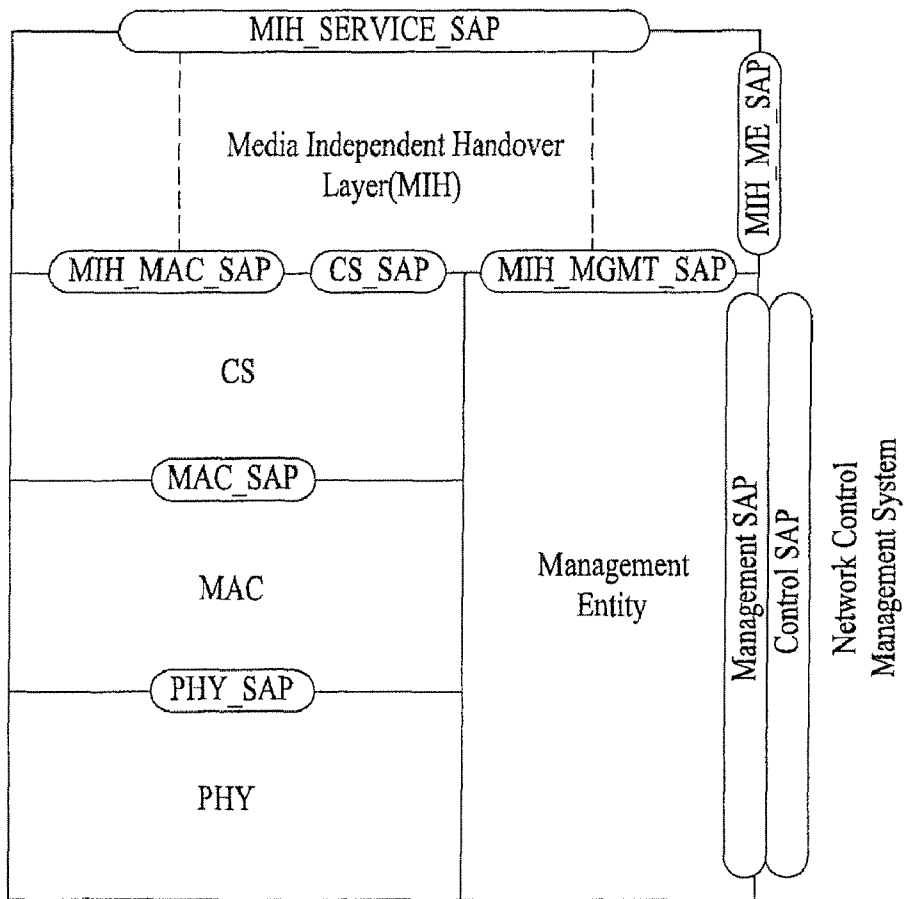 MIH_SERVICE_SAP
MIH_ME_SAP
Media Independent Handover
Layer(MIH)
MIH_MAC_SAP
CS_SAP
MIH_MGMT_SAP
CS
MAC_SAP
MAC
Management
Entity
PHY_SAP
PHY
Management SAP
Control SAP
Network Control
Management System